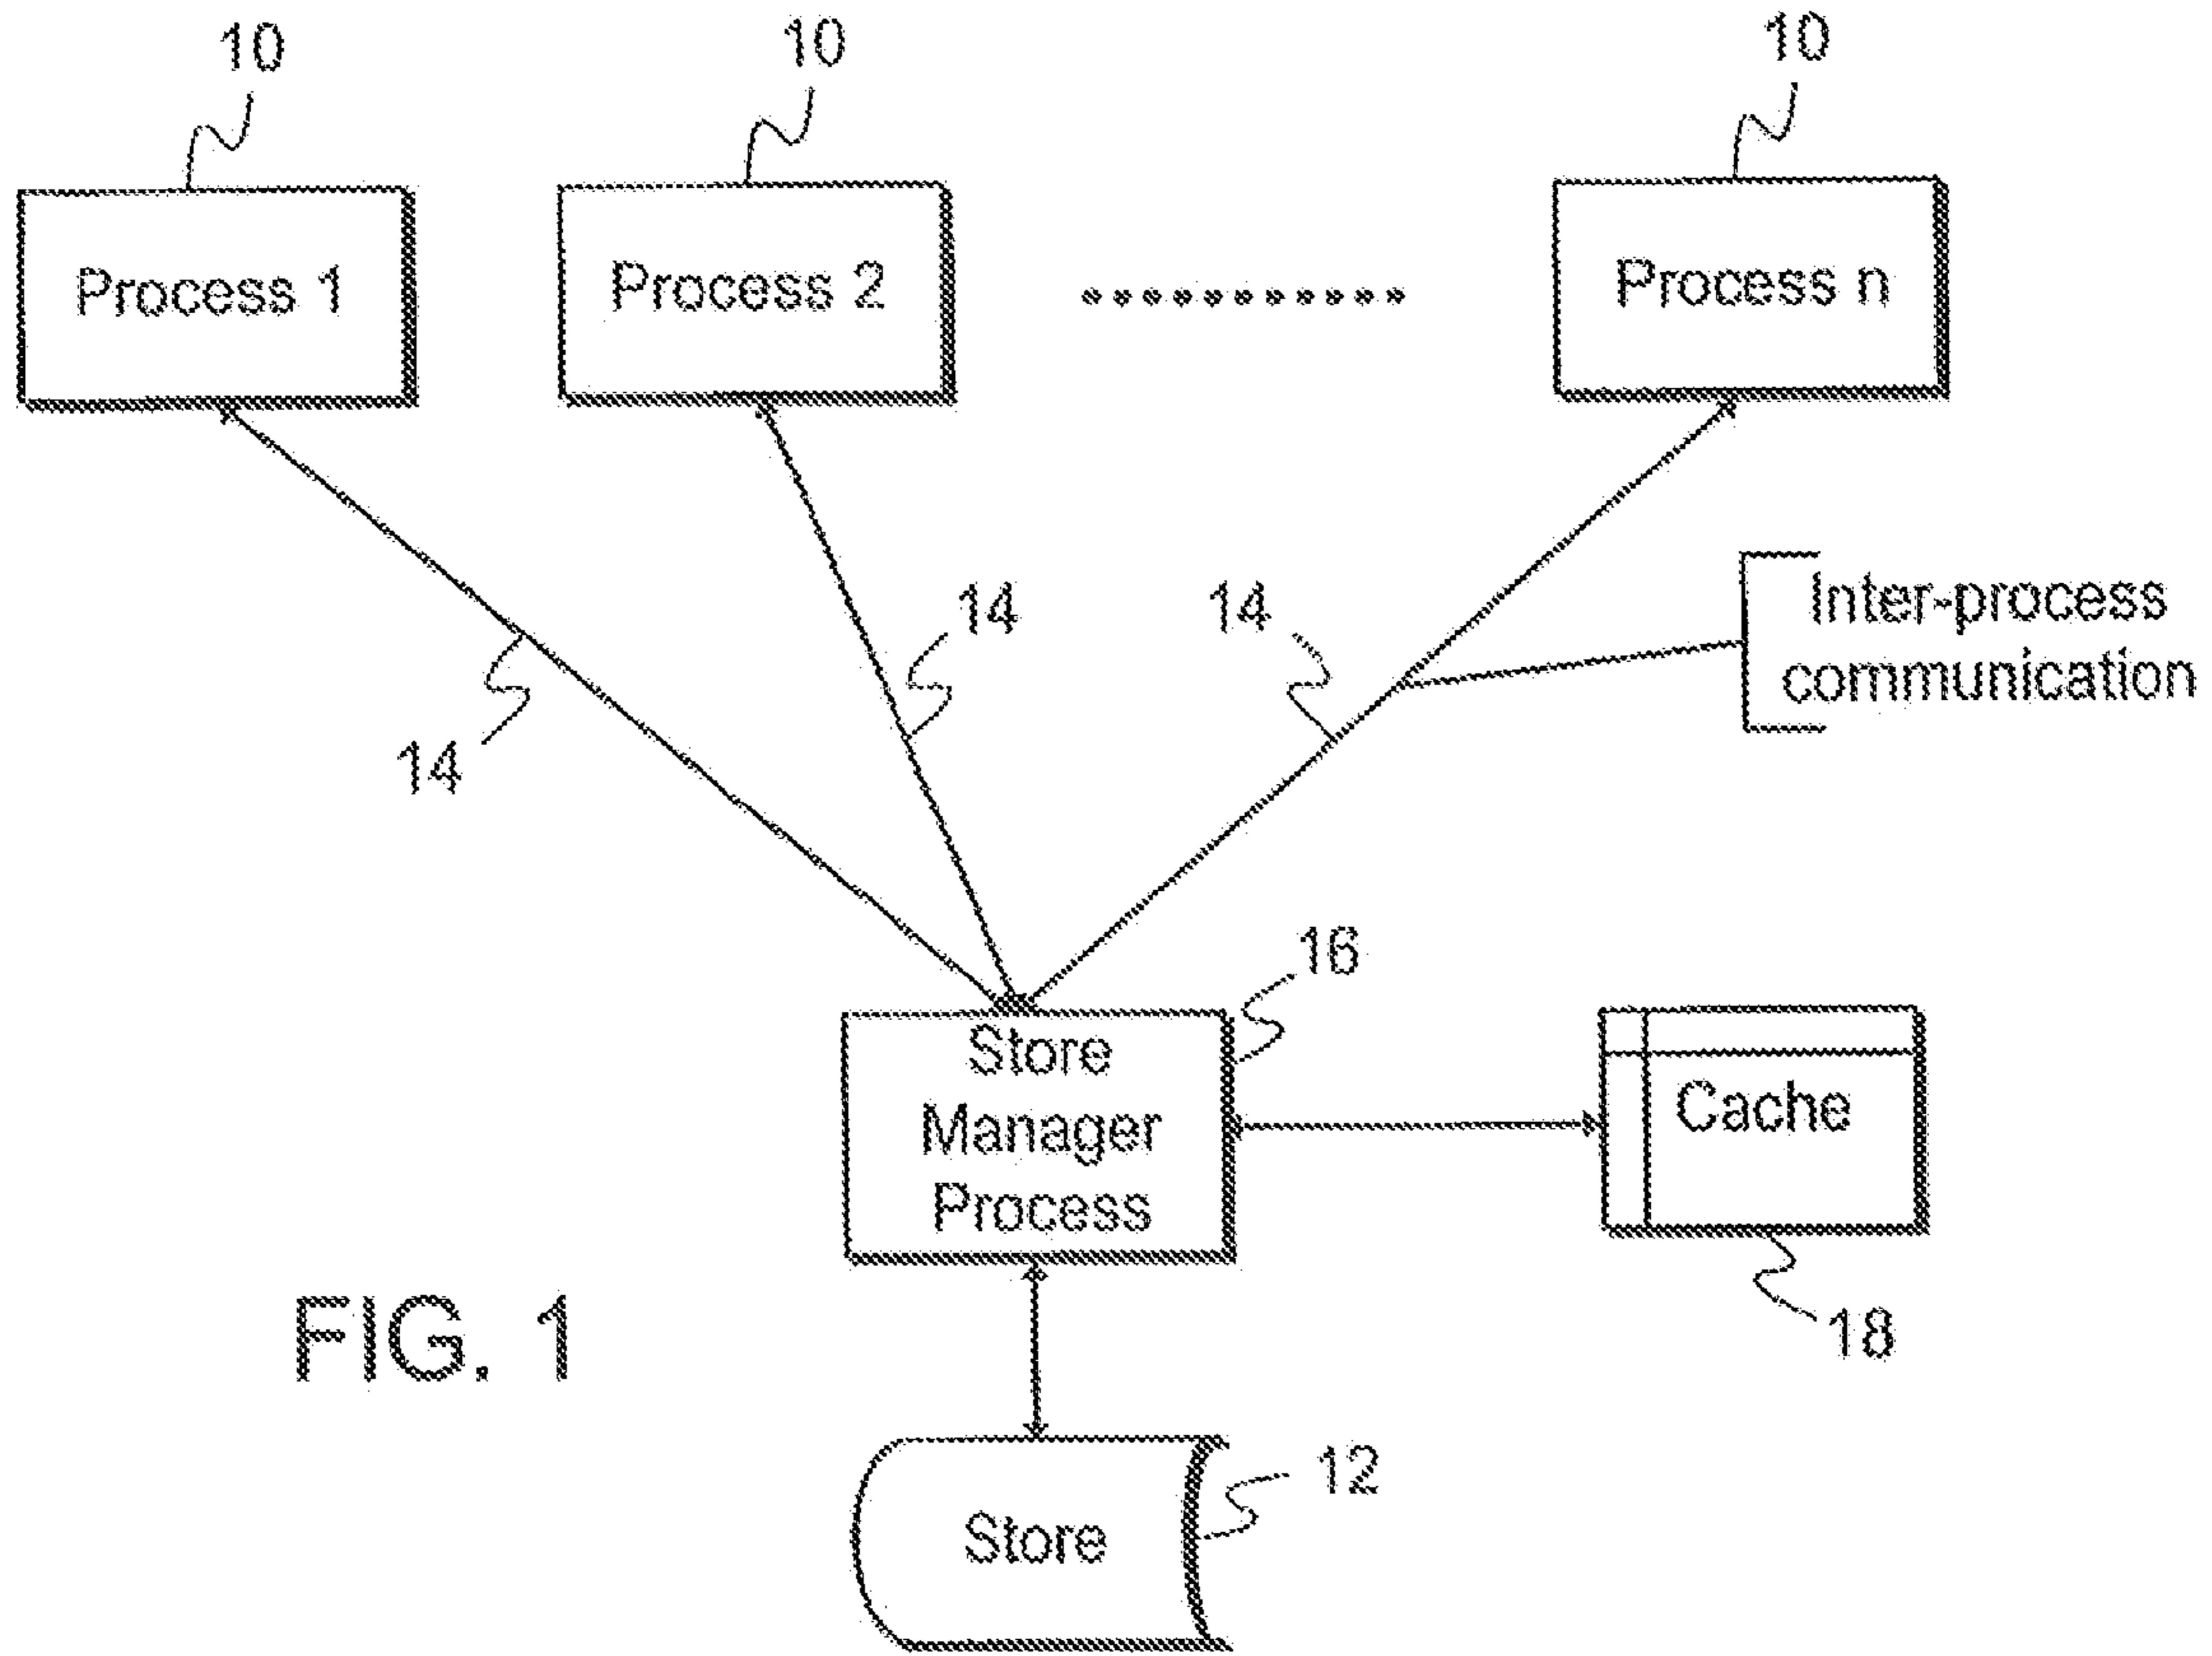 10
10
10
Process 1
Process 2
Process n
14
14
14
Inter-process
communication
16
Store
Manager
Process
Cache
18
FIG. 1
12
Store